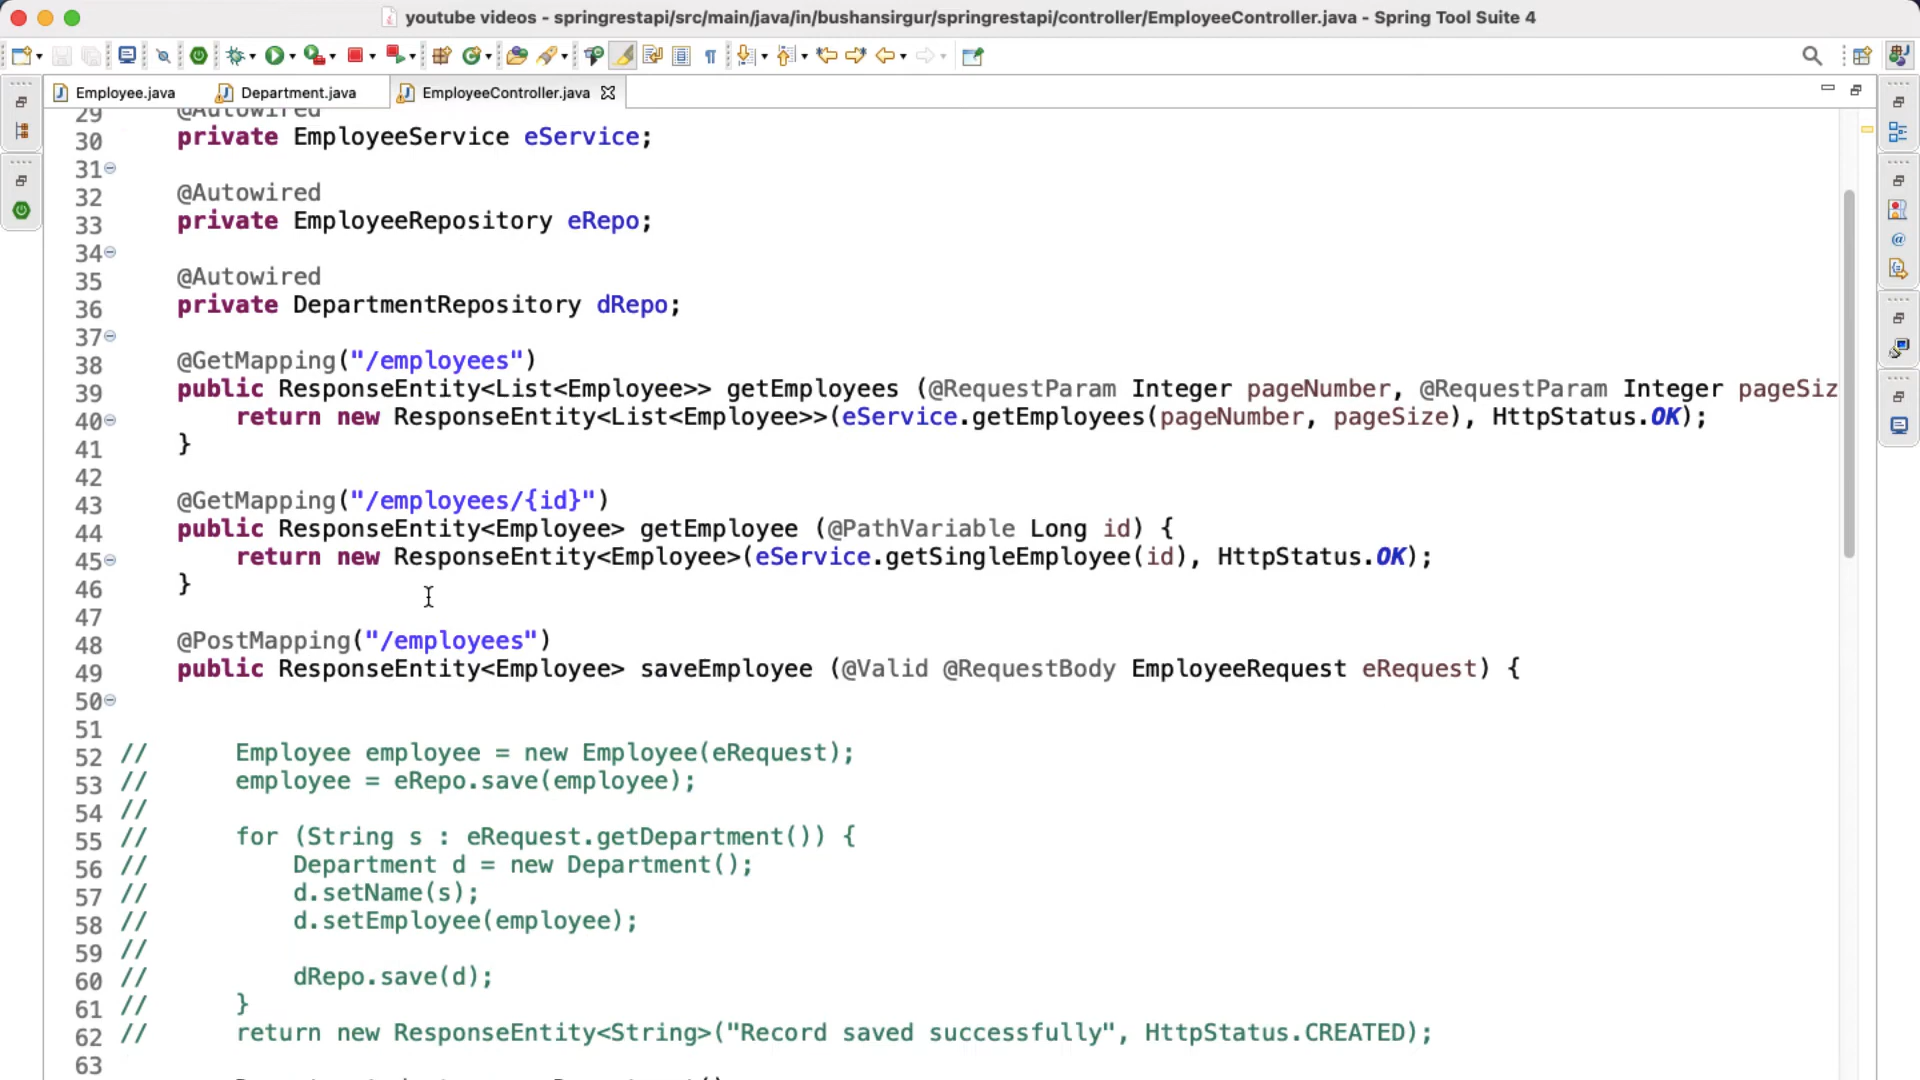 youtube videos - springrestapi/src/main/java/in/bushansirgur/springrestapi/controller/EmployeeController.java - Spring Tool Suite 4
Employee.java Department.java EmployeeController.java
29 @Autowired
30 private EmployeeService eService;
31
32 @Autowired
33 private EmployeeRepository eRepo;
34
35 @Autowired
36 private DepartmentRepository dRepo;
37
38 @GetMapping("/employees")
39 public ResponseEntity<List<Employee>> getEmployees (@RequestParam Integer pageNumber, @RequestParam Integer pageSiz
40 return new ResponseEntity<List<Employee>>(eService.getEmployees(pageNumber, pageSize), HttpStatus.OK);
41 }
42
43 @GetMapping("/employees/{id}")
44 public ResponseEntity<Employee> getEmployee (@PathVariable Long id) {
45 return new ResponseEntity<Employee>(eService.getSingleEmployee(id), HttpStatus.OK);
46 }
47
48 @PostMapping("/employees")
49 public ResponseEntity<Employee> saveEmployee (@Valid @RequestBody EmployeeRequest eRequest) {
50
51
52 // Employee employee = new Employee(eRequest);
53 // employee = eRepo.save(employee);
54 //
55 // for (String s : eRequest.getDepartment()) {
56 // Department d = new Department();
57 // d.setName(s);
58 // d.setEmployee(employee);
59 //
60 // dRepo.save(d);
61 // }
62 // return new ResponseEntity<String>("Record saved successfully", HttpStatus.CREATED);
63